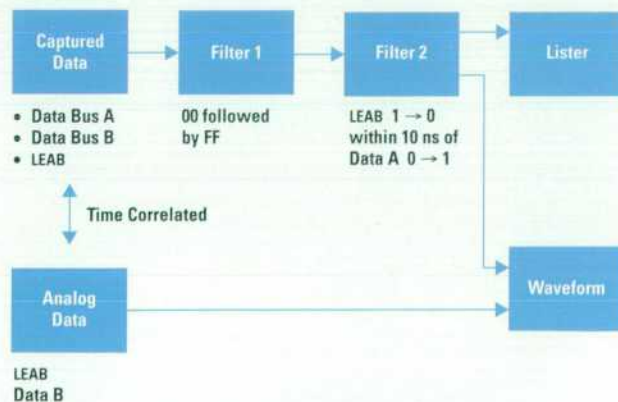 Captured
Data
Filter 1
Filter 2
Lister
• Data Bus A
• Data Bus B
• LEAB
00 followed
by FF
LEAB 1 → 0
within 10 ns of
Data A 0 → 1
Time Correlated
Analog
Data
Waveform
LEAB
Data B